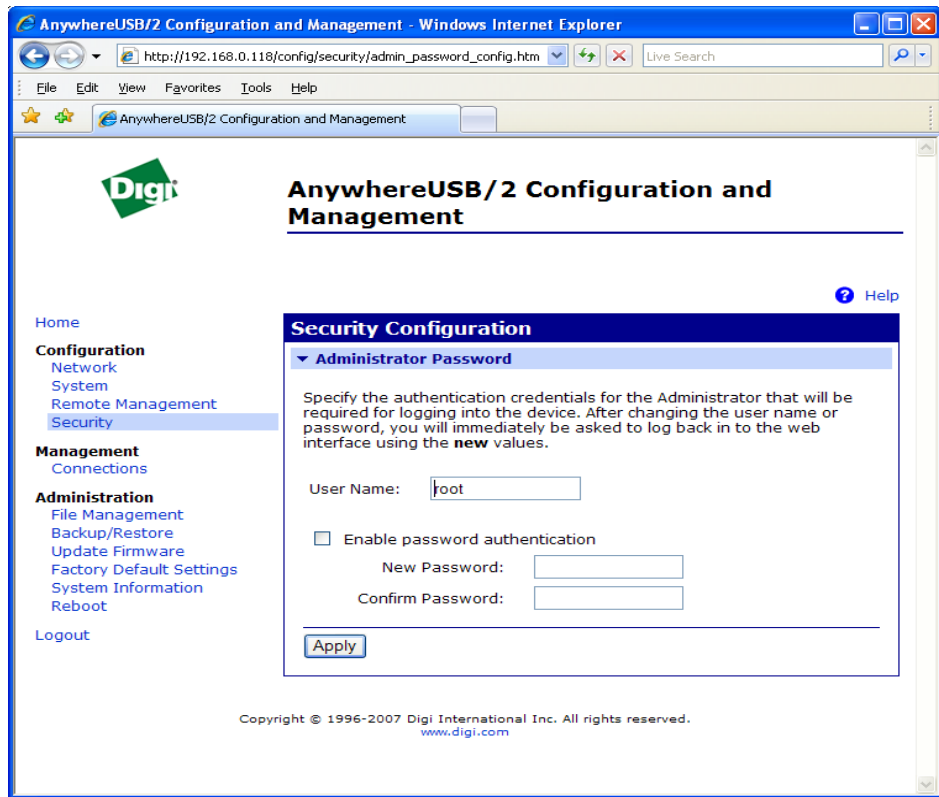 AnywhereUSB/2 Configuration and Management - Windows Internet Explorer
http://192.168.0.118/config/security/admin_password_config.htm
Live Search
File Edit View Favorites Tools Help
AnywhereUSB/2 Configuration and Management
Digi
AnywhereUSB/2 Configuration and
Management
? Help
Home
Configuration
Network
System
Remote Management
Security
Management
Connections
Administration
File Management
Backup/Restore
Update Firmware
Factory Default Settings
System Information
Reboot
Logout
Security Configuration
Administrator Password
Specify the authentication credentials for the Administrator that will be
required for logging into the device. After changing the user name or
password, you will immediately be asked to log back in to the web
interface using the new values.
User Name: root
Enable password authentication
New Password:
Confirm Password:
Apply
Copyright © 1996-2007 Digi International Inc. All rights reserved.
www.digi.com